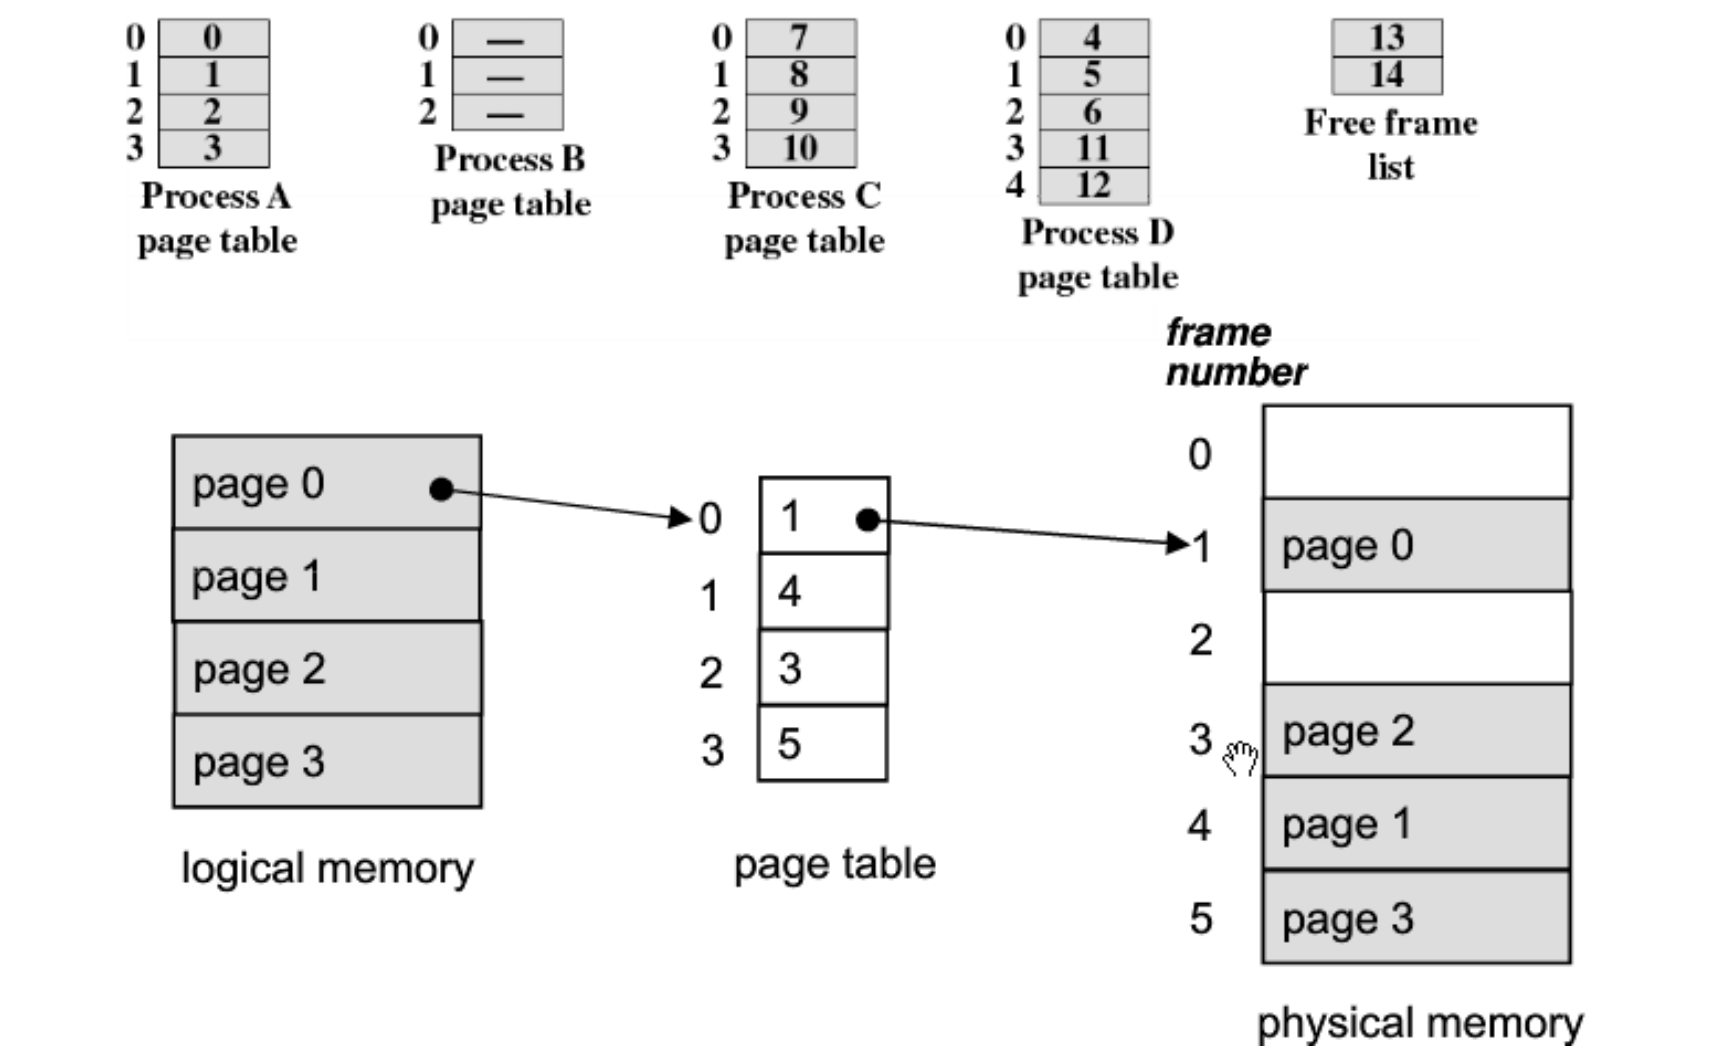 0 0
1 1
2 2
3 3
Process A
page table
0 —
1 —
2 —
Process B
page table
0 7
1 8
2 9
3 10
Process C
page table
0 4
1 5
2 6
3 11
4 12
Process D
page table
13
14
Free frame
list
page 0
page 1
page 2
page 3
logical memory
0 1
1 4
2 3
3 5
page table
frame
number
0
1 page 0
2
3 page 2
4 page 1
5 page 3
physical memory